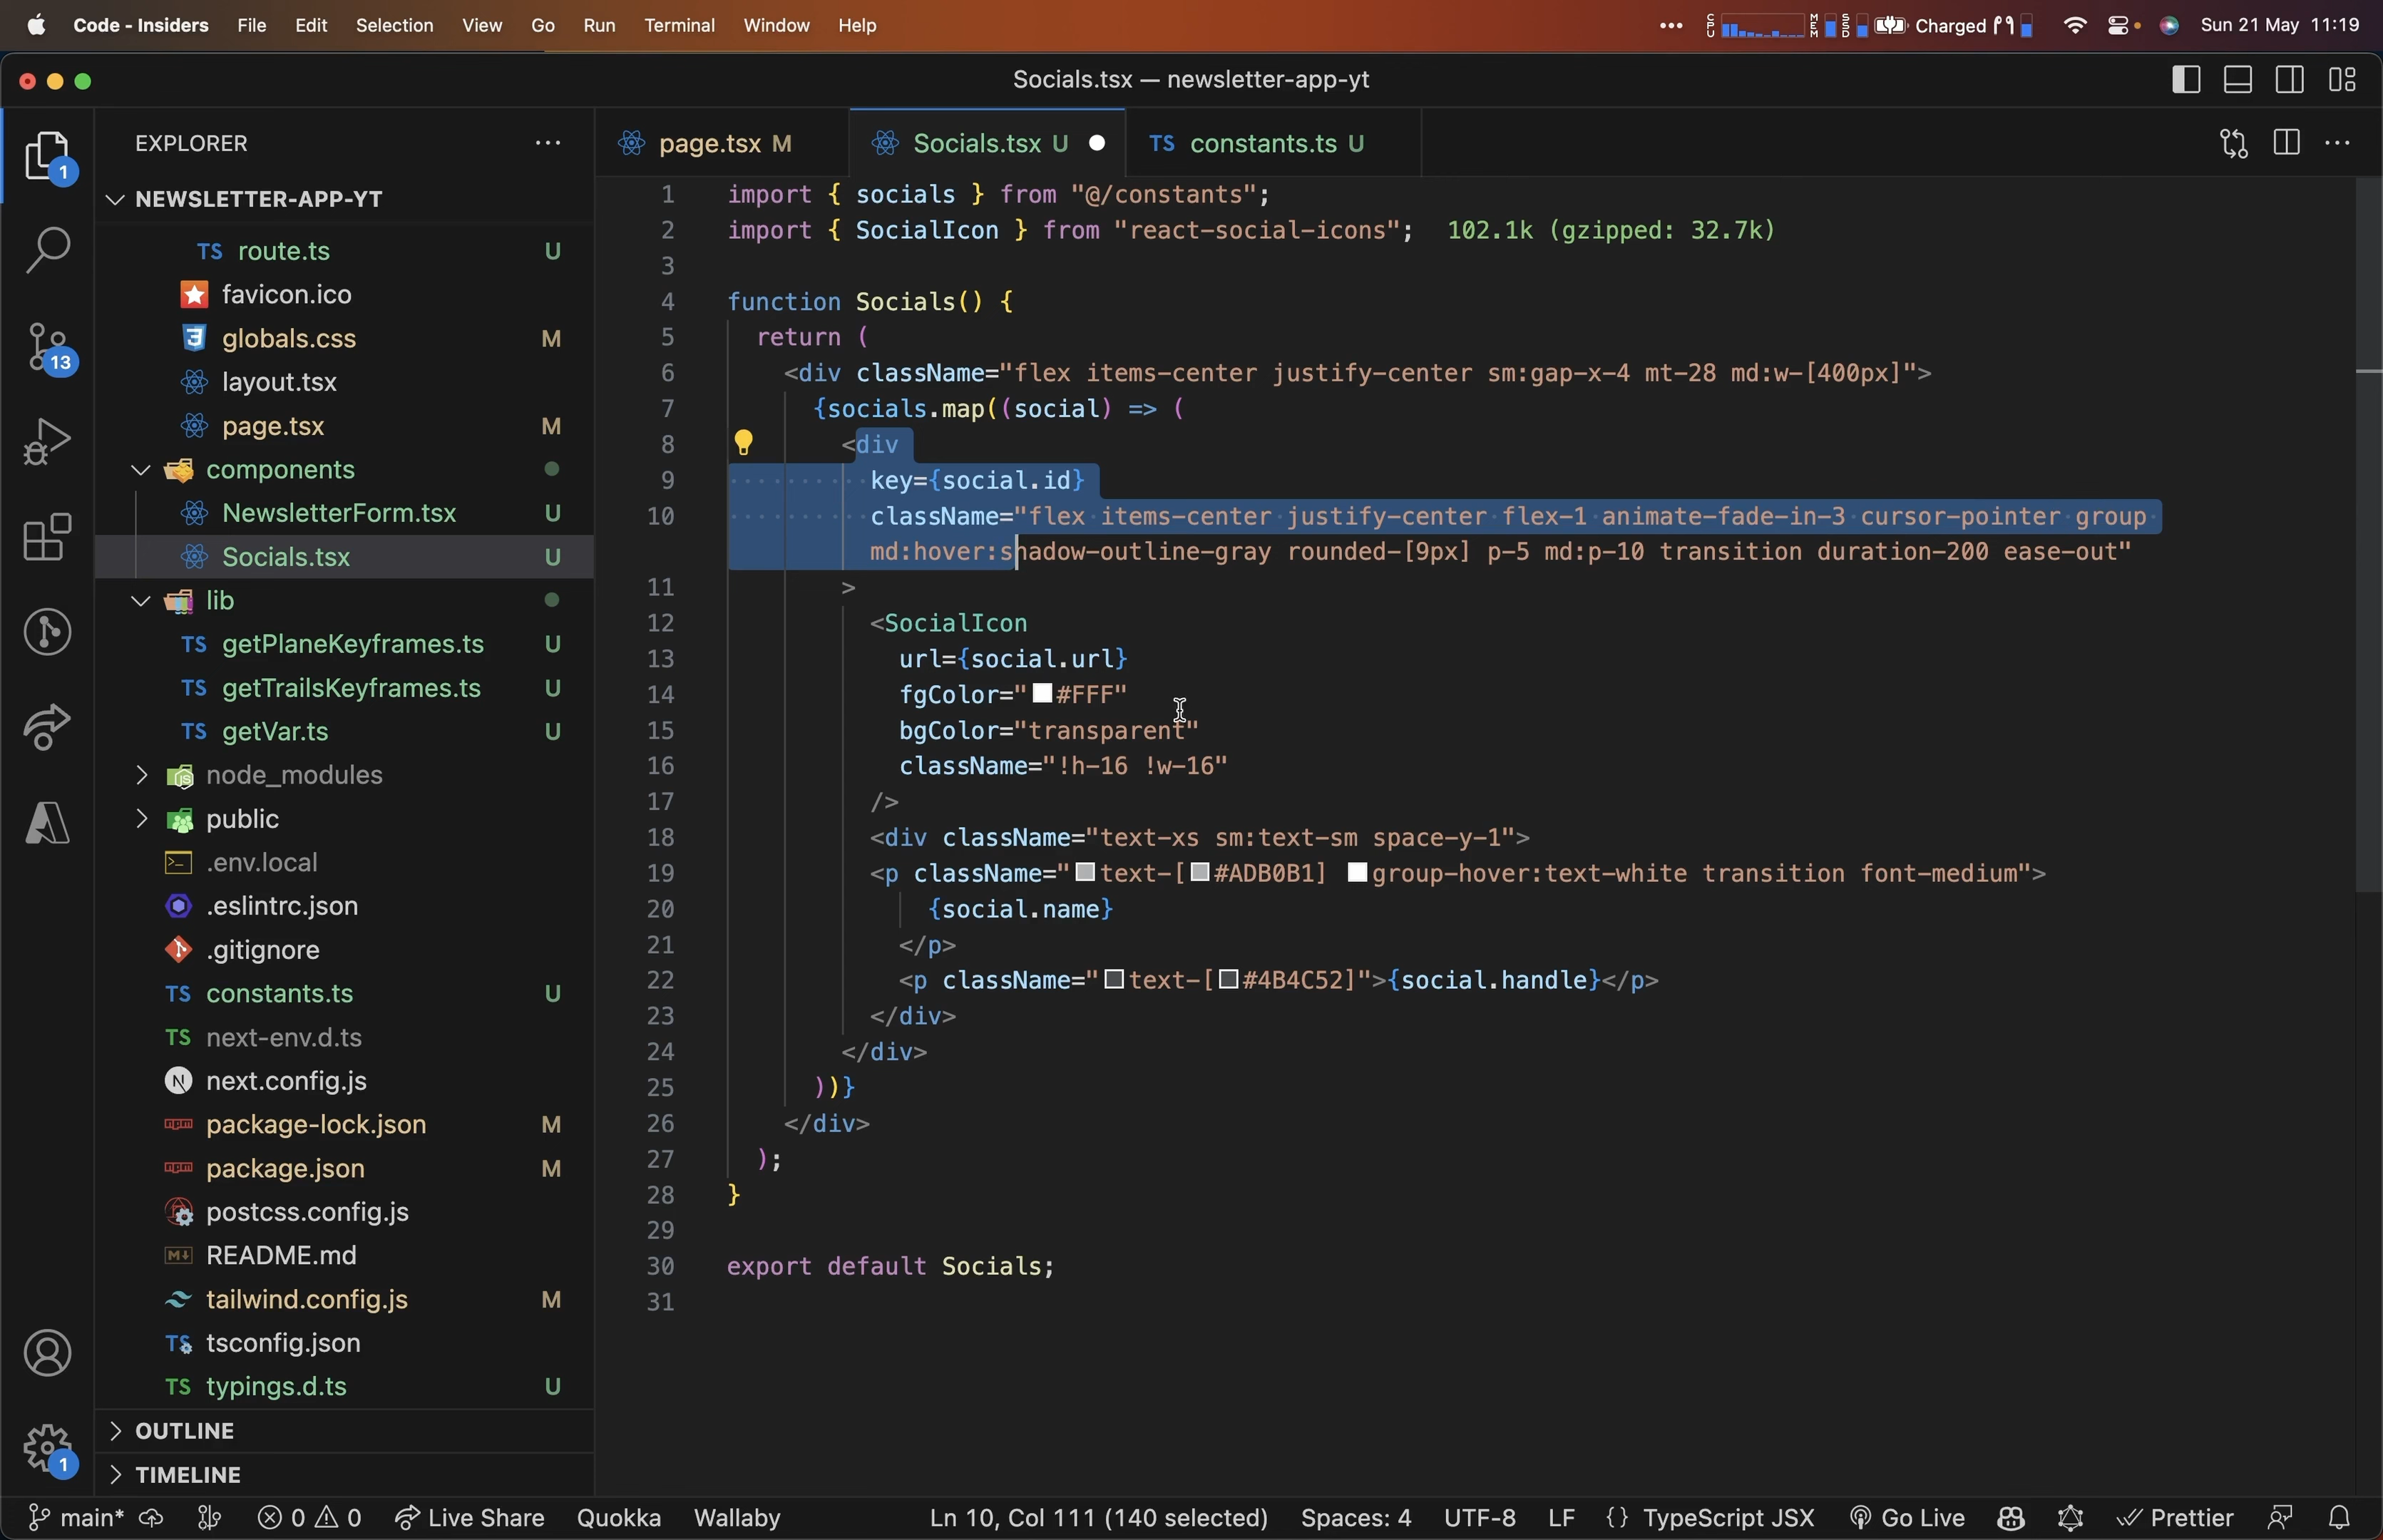 Code - Insiders File Edit Selection View Go Run Terminal Window Help ••• CPU MEM SSD Charged Sun 21 May 11:19
Socials.tsx — newsletter-app-yt
EXPLORER ···
page.tsx M
Socials.tsx U
TS constants.ts U
1
13
1
NEWSLETTER-APP-YT
TS route.ts U
favicon.ico
globals.css M
layout.tsx
page.tsx M
components
NewsletterForm.tsx U
Socials.tsx U
lib
TS getPlaneKeyframes.ts U
TS getTrailsKeyframes.ts U
TS getVar.ts U
node_modules
public
.env.local
.eslintrc.json
.gitignore
TS constants.ts U
TS next-env.d.ts
N next.config.js
package-lock.json M
package.json M
postcss.config.js
README.md
tailwind.config.js M
TS tsconfig.json
TS typings.d.ts U
OUTLINE
TIMELINE
1 import { socials } from "@/constants";
2 import { SocialIcon } from "react-social-icons"; 102.1k (gzipped: 32.7k)
3
4 function Socials() {
5 return (
6 <div className="flex items-center justify-center sm:gap-x-4 mt-28 md:w-[400px]">
7 {socials.map((social) => (
8 <div
9 key={social.id}
10 className="flex items-center justify-center flex-1 animate-fade-in-3 cursor-pointer group
md:hover:shadow-outline-gray rounded-[9px] p-5 md:p-10 transition duration-200 ease-out"
11 >
12 <SocialIcon
13 url={social.url}
14 fgColor="#FFF"
15 bgColor="transparent"
16 className="!h-16 !w-16"
17 />
18 <div className="text-xs sm:text-sm space-y-1">
19 <p className="text-[#ADB0B1] group-hover:text-white transition font-medium">
20 {social.name}
21 </p>
22 <p className="text-[#4B4C52]">{social.handle}</p>
23 </div>
24 </div>
25 ))}
26 </div>
27 );
28 }
29
30 export default Socials;
31
main* 0 0 Live Share Quokka Wallaby Ln 10, Col 111 (140 selected) Spaces: 4 UTF-8 LF {} TypeScript JSX Go Live Prettier